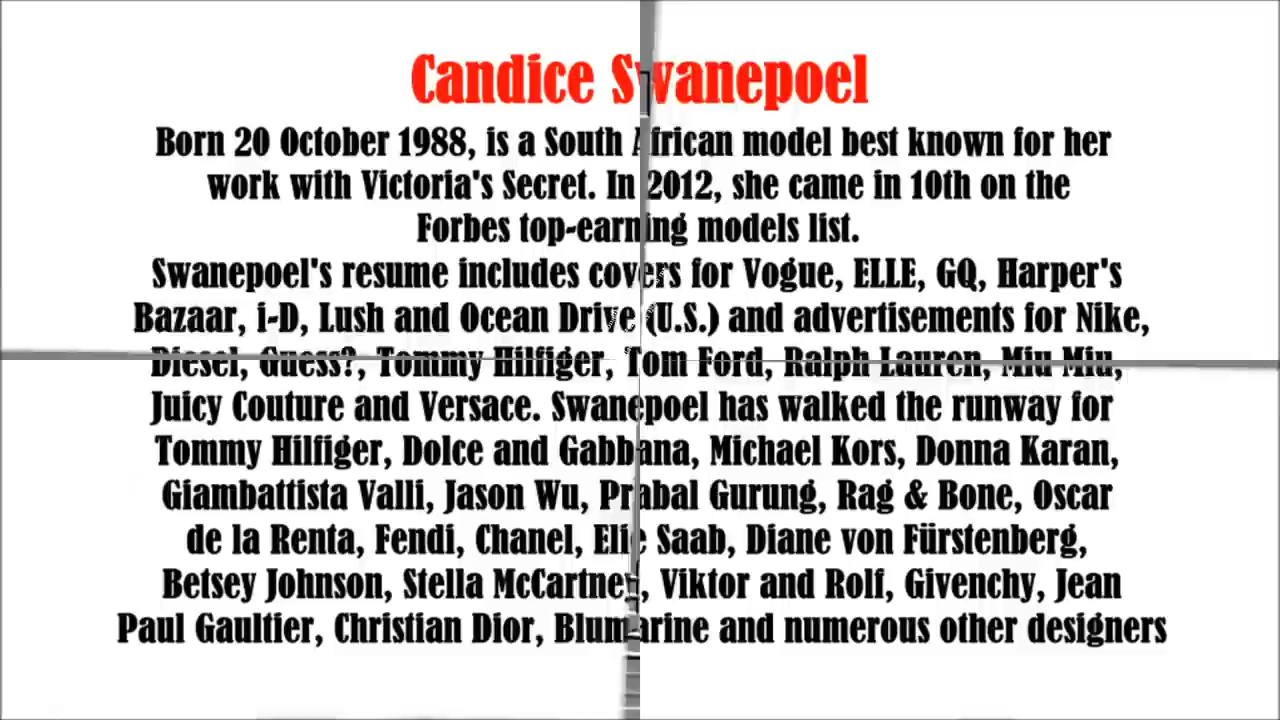 Candice Swanepoel
Born 20 October 1988, is a South African model best known for her
work with Victoria's Secret. In 2012, she came in 10th on the
Forbes top-earning models list.
Swanepoel's resume includes covers for Vogue, ELLE, GQ, Harper's
Bazaar, i-D, Lush and Ocean Drive (U.S.) and advertisements for Nike,
Diesel, Guess?, Tommy Hilfiger, Tom Ford, Ralph Lauren, Miu Miu,
Juicy Couture and Versace. Swanepoel has walked the runway for
Tommy Hilfiger, Dolce and Gabbana, Michael Kors, Donna Karan,
Giambattista Valli, Jason Wu, Prabal Gurung, Rag & Bone, Oscar
de la Renta, Fendi, Chanel, Elie Saab, Diane von Fürstenberg,
Betsey Johnson, Stella McCartney, Viktor and Rolf, Givenchy, Jean
Paul Gaultier, Christian Dior, Blumarine and numerous other designers